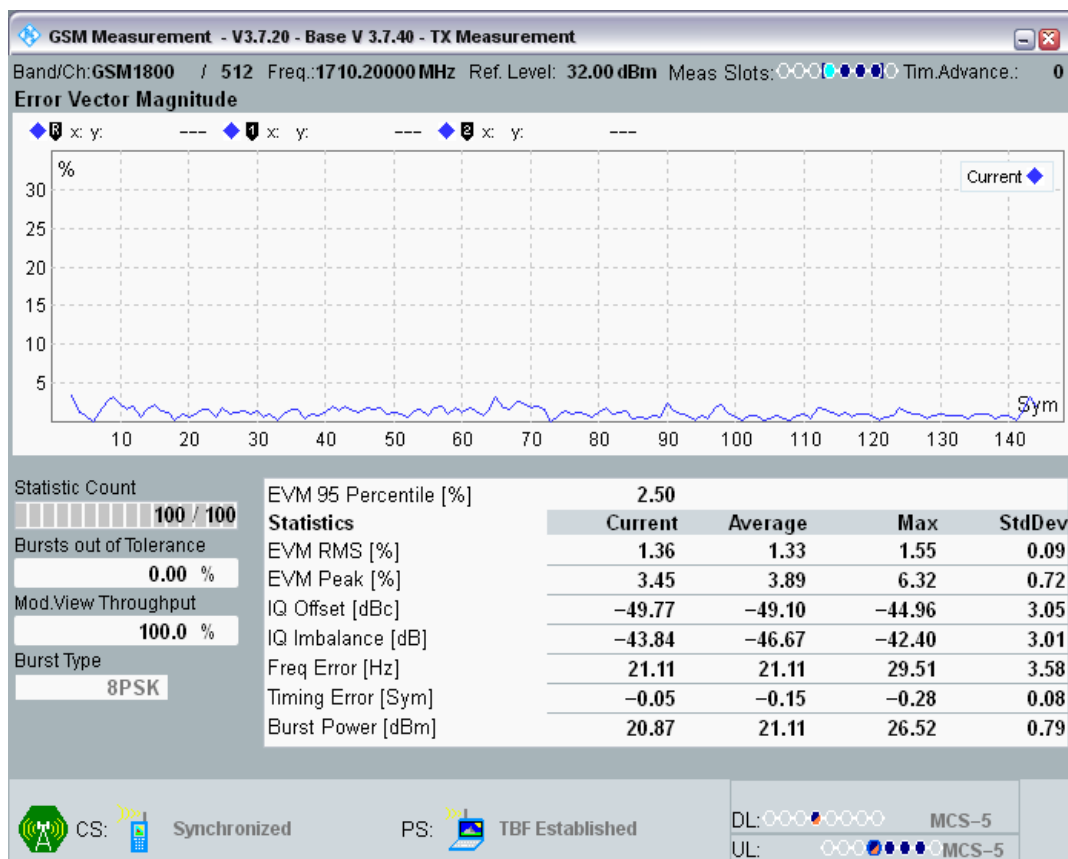 GSM Measurement - V3.7.20 - Base V 3.7.40 - TX Measurement
Band/Ch:GSM1800 / 512 Freq.:1710.20000 MHz Ref. Level: 32.00 dBm Meas Slots: Tim.Advance.: 0
Error Vector Magnitude
R x: y: --- 1 x: y: --- 2 x: y: ---
%
Current
30
25
20
15
10
5
Sym
10 20 30 40 50 60 70 80 90 100 110 120 130 140
Statistic Count
100 / 100
Bursts out of Tolerance
0.00 %
Mod.View Throughput
100.0 %
Burst Type
8PSK
EVM 95 Percentile [%] 2.50
Statistics Current Average Max StdDev
EVM RMS [%] 1.36 1.33 1.55 0.09
EVM Peak [%] 3.45 3.89 6.32 0.72
IQ Offset [dBc] −49.77 −49.10 −44.96 3.05
IQ Imbalance [dB] −43.84 −46.67 −42.40 3.01
Freq Error [Hz] 21.11 21.11 29.51 3.58
Timing Error [Sym] −0.05 −0.15 −0.28 0.08
Burst Power [dBm] 20.87 21.11 26.52 0.79
CS: Synchronized PS: TBF Established
DL: MCS−5
UL: MCS−5